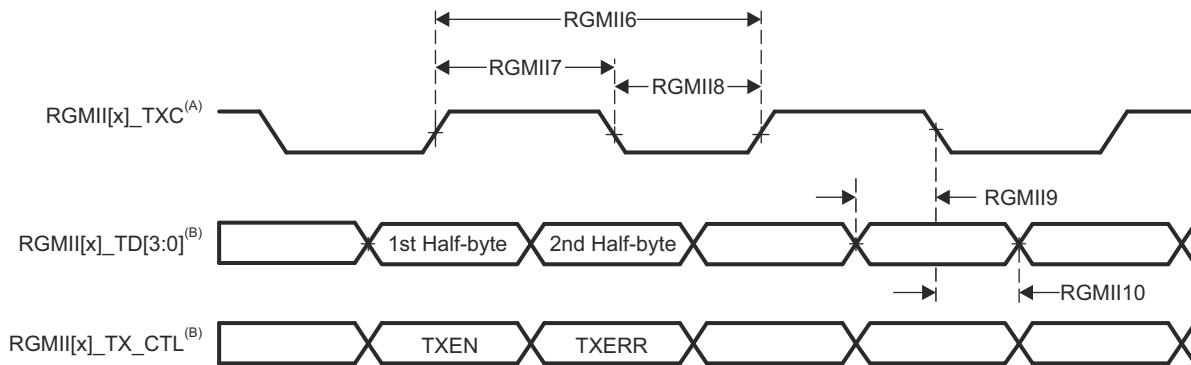 RGMII6
RGMII7
RGMII8
RGMII[x]_TXC(A)
RGMII9
RGMII[x]_TD[3:0](B)
1st Half-byte
2nd Half-byte
RGMII10
RGMII[x]_TX_CTL(B)
TXEN
TXERR